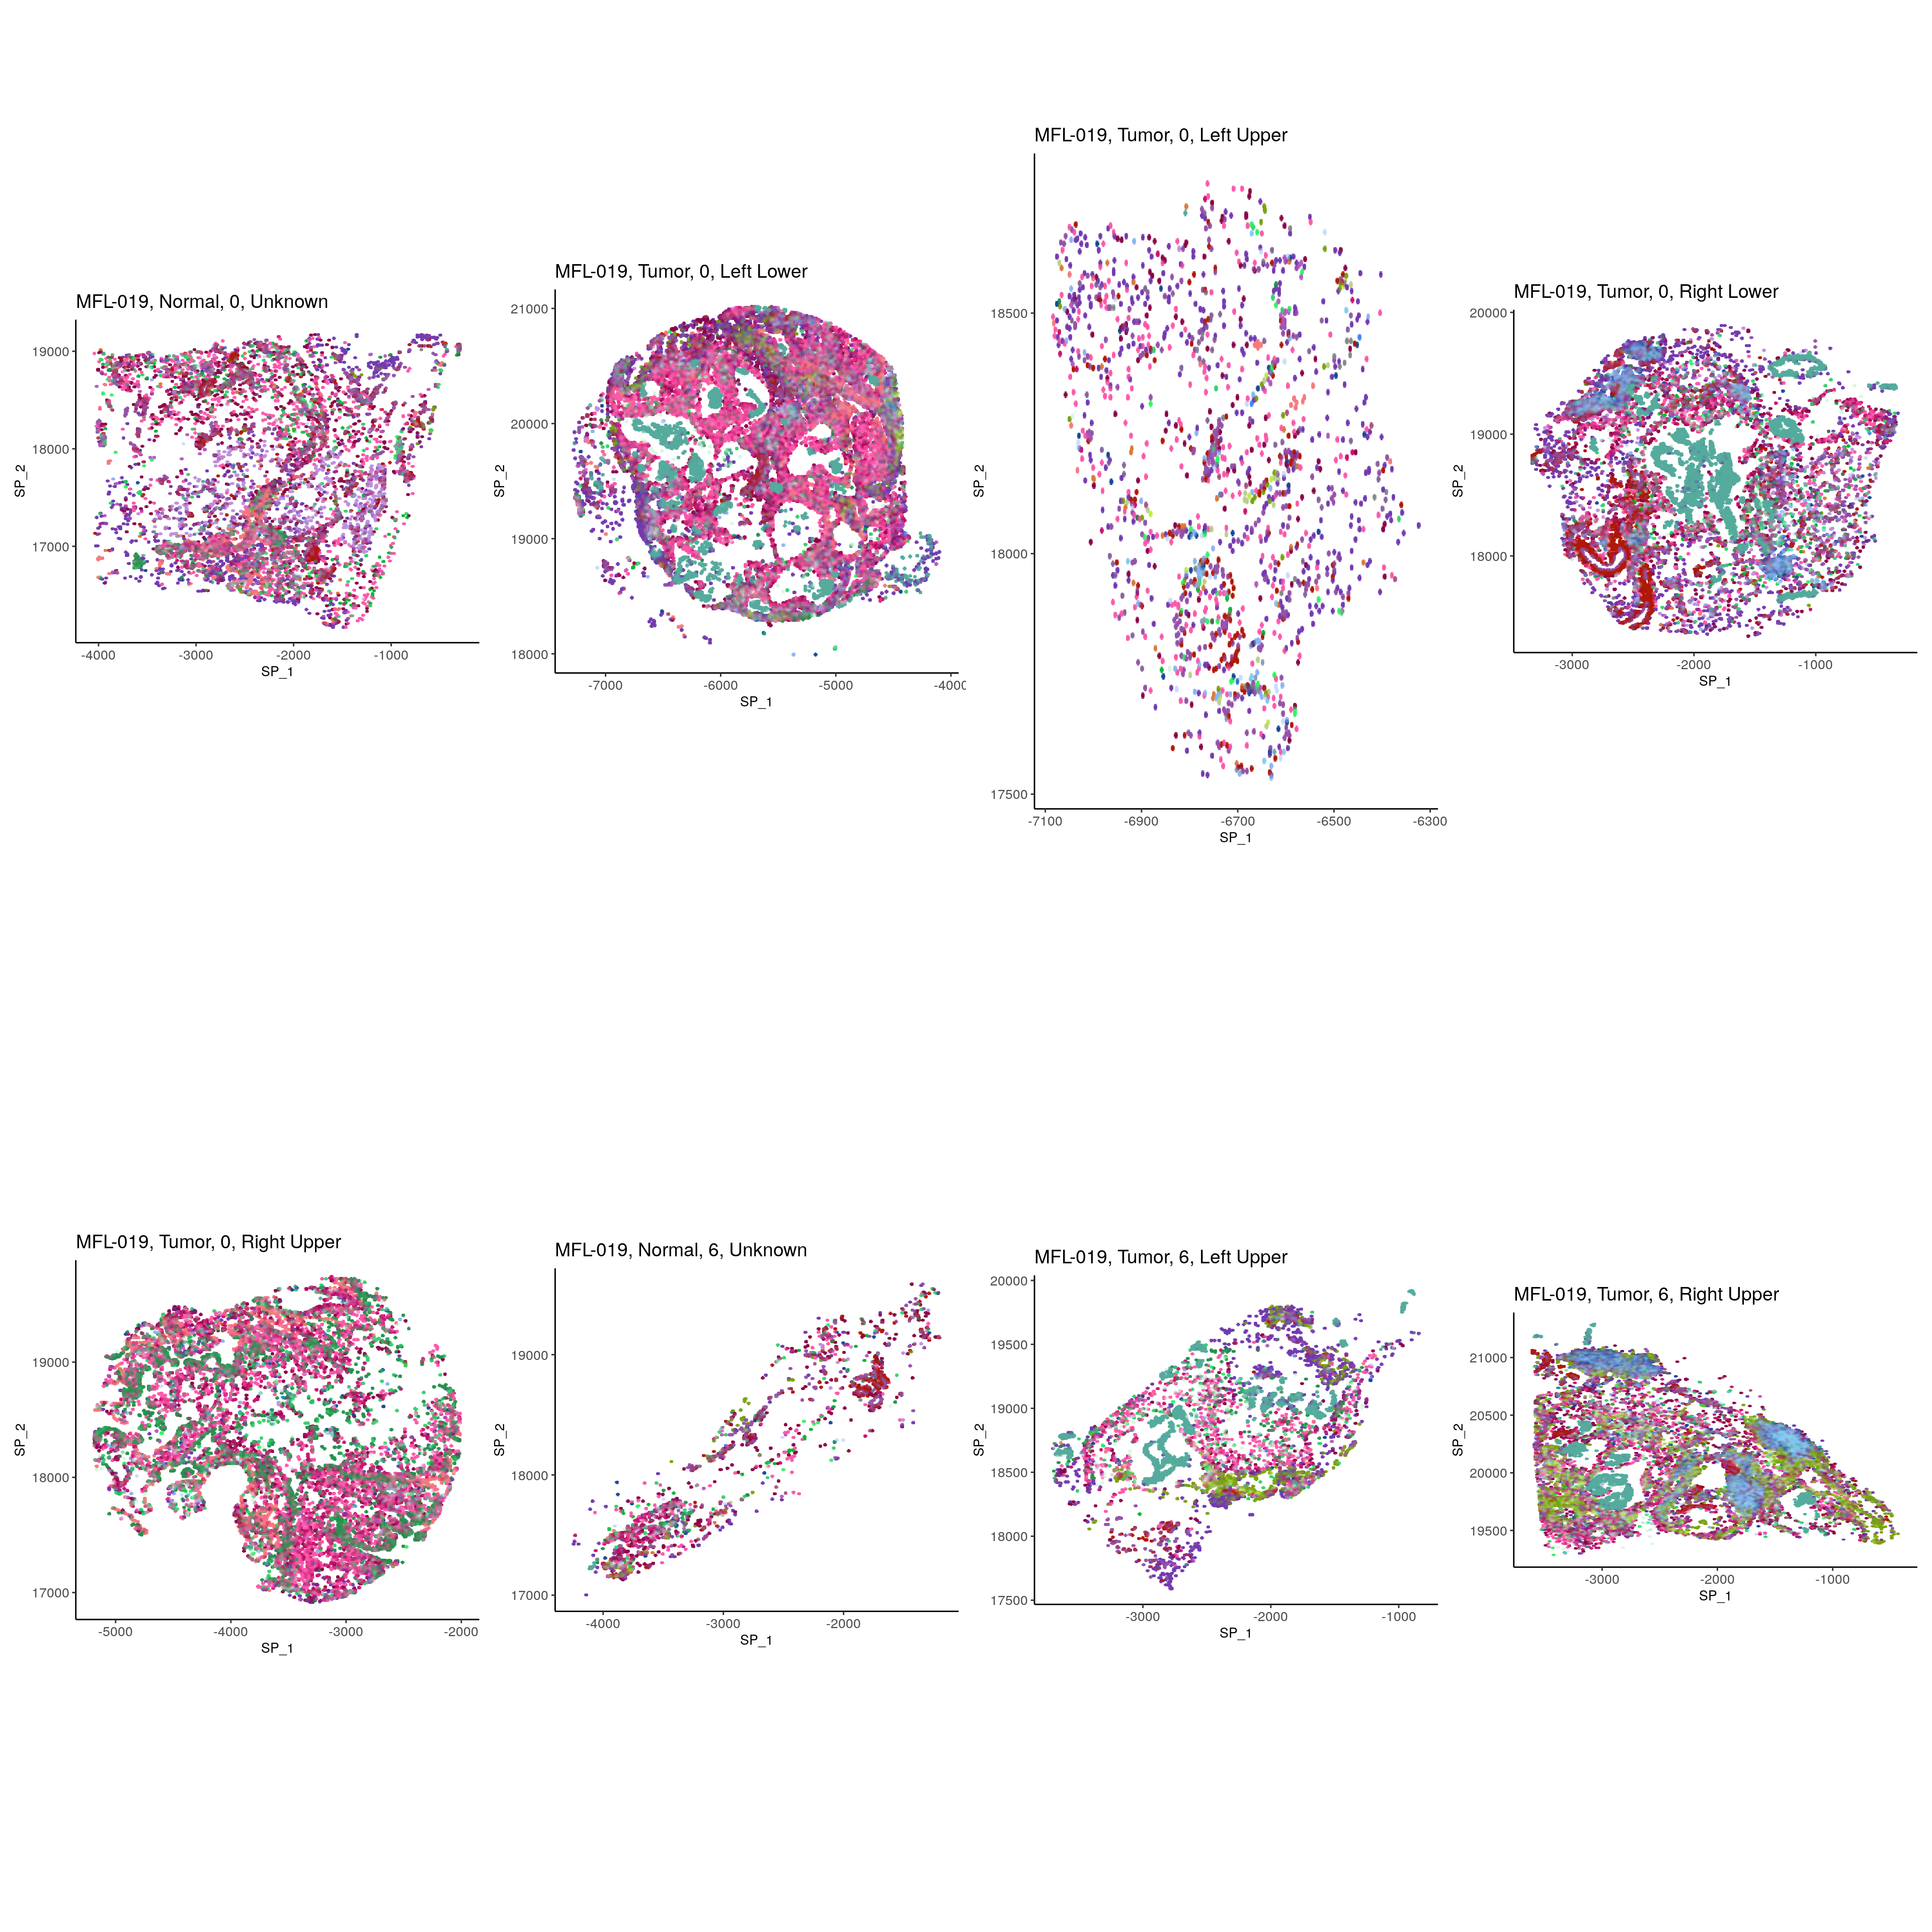 MFL-019, Normal, 0, Unknown
19000
18000
17000
SP_2
-4000 -3000 -2000 -1000
SP_1
MFL-019, Tumor, 0, Left Lower
21000
20000
19000
18000
SP_2
-7000 -6000 -5000 -4000
SP_1
MFL-019, Tumor, 0, Left Upper
18500
18000
17500
SP_2
-7100 -6900 -6700 -6500 -6300
SP_1
MFL-019, Tumor, 0, Right Lower
20000
19000
18000
SP_2
-3000 -2000 -1000
SP_1
MFL-019, Tumor, 0, Right Upper
19000
18000
17000
SP_2
-5000 -4000 -3000 -2000
SP_1
MFL-019, Normal, 6, Unknown
19000
18000
17000
SP_2
-4000 -3000 -2000
SP_1
MFL-019, Tumor, 6, Left Upper
20000
19500
19000
18500
18000
17500
SP_2
-3000 -2000 -1000
SP_1
MFL-019, Tumor, 6, Right Upper
21000
20500
20000
19500
SP_2
-3000 -2000 -1000
SP_1